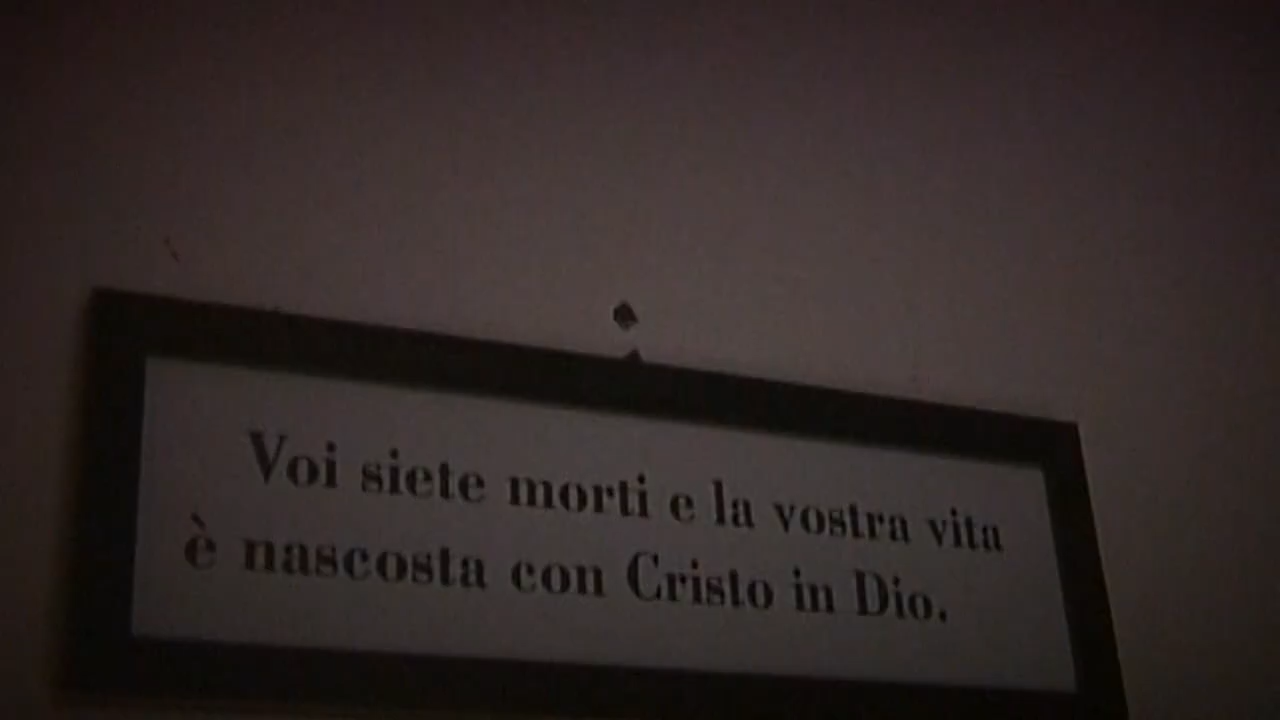 Voi siete morti e la vostra vita
è nascosta con Cristo in Dio.